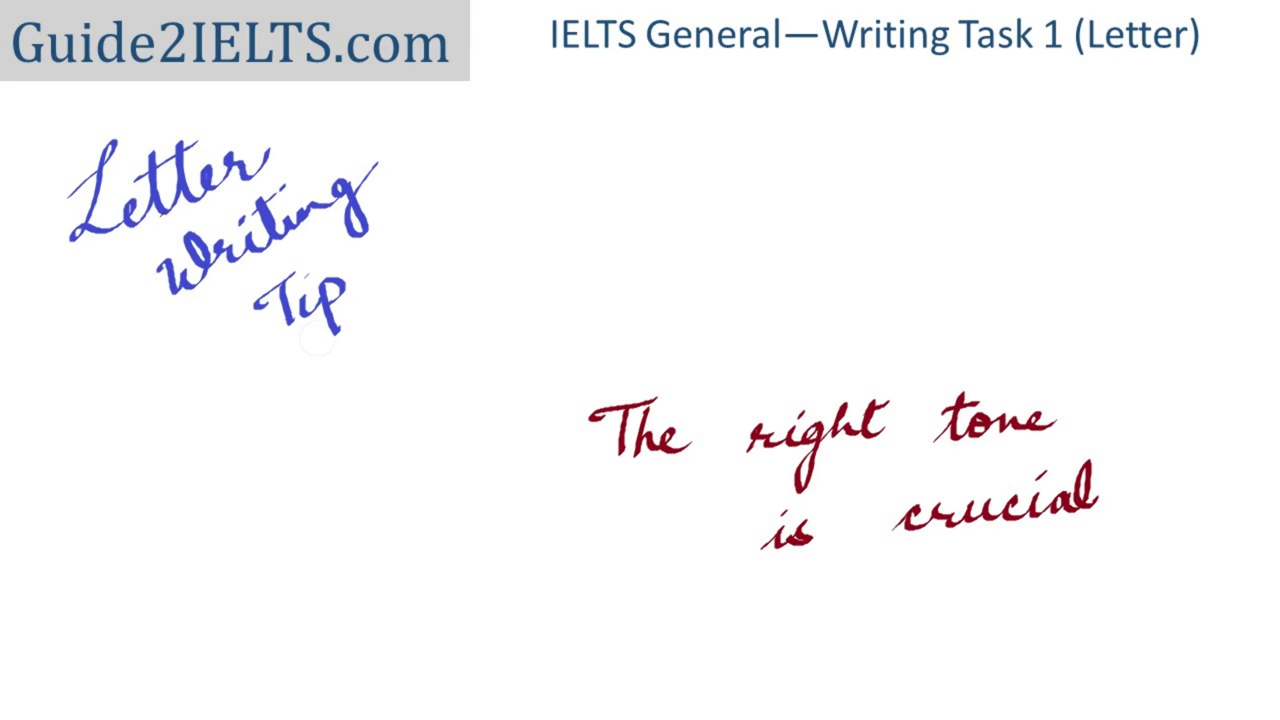 Guide2IELTS.com
IELTS General—Writing Task 1 (Letter)
Letter
Writing
Tip
The right tone
is crucial